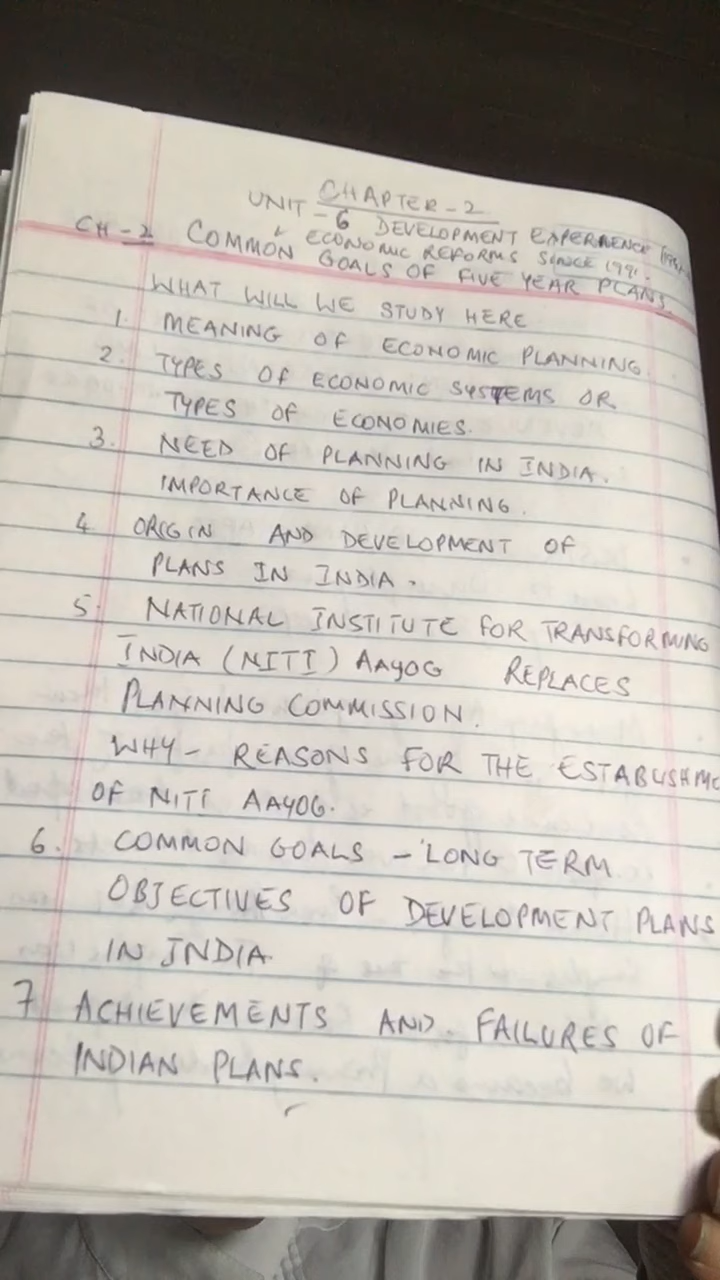 CHAPTER-2
UNIT-6 DEVELOPMENT EXPERIENCE
& ECONOMIC REFORMS SINCE 1991.
CH-2 COMMON GOALS OF FIVE YEAR PLANS
WHAT WILL WE STUDY HERE
1. MEANING OF ECONOMIC PLANNING.
2. TYPES OF ECONOMIC SYSTEMS OR
TYPES OF ECONOMIES.
3. NEED OF PLANNING IN INDIA.
IMPORTANCE OF PLANNING.
4 ORIGIN AND DEVELOPMENT OF
PLANS IN INDIA.
5. NATIONAL INSTITUTE FOR TRANSFORMING
INDIA (NITI) AAYOG REPLACES
PLANNING COMMISSION.
WHY- REASONS FOR THE
OF NITI AAYOG.
6. COMMON GOALS - LONG TERM
OBJECTIVES OF DEVELOPMENT PLANS
IN INDIA.
7 ACHIEVEMENTS AND FAILURES OF
INDIAN PLANS.